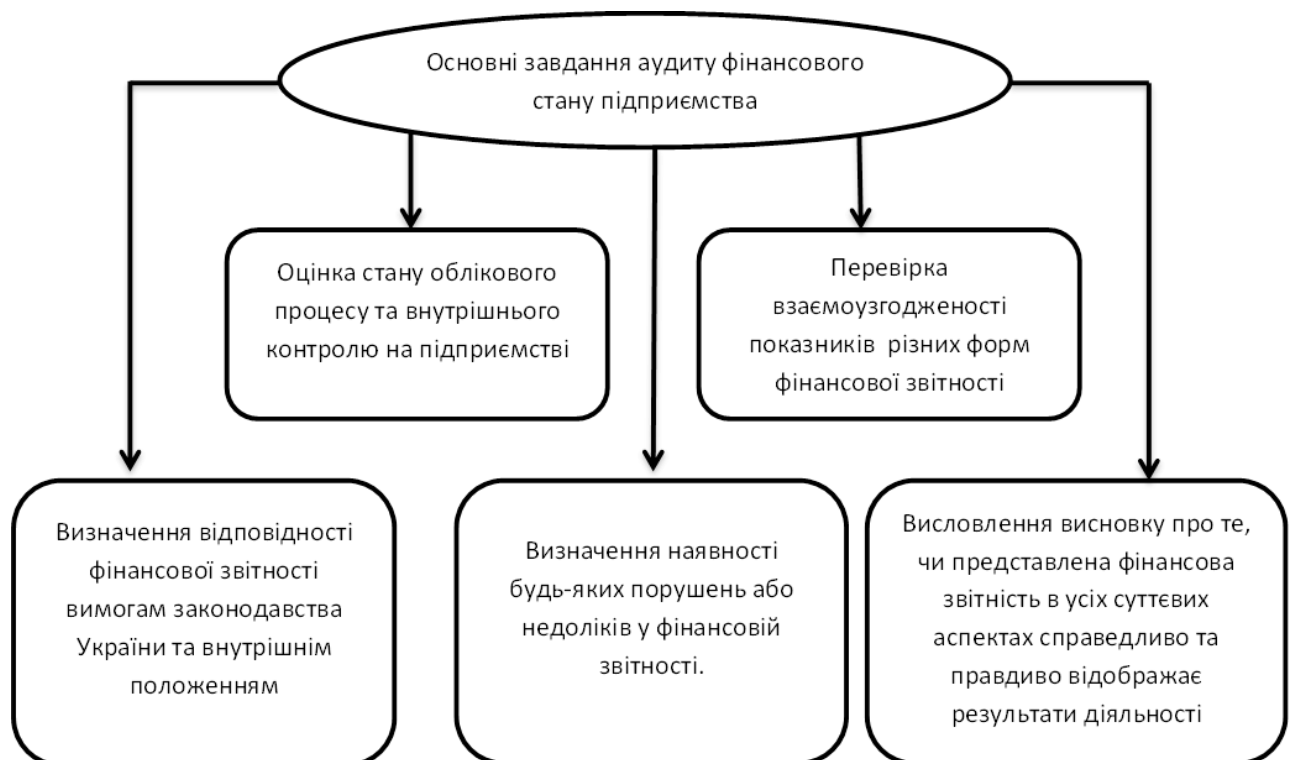 Основні завдання аудиту фінансового
стану підприємства
Оцінка стану облікового
процесу та внутрішнього
контролю на підприємстві
Перевірка
взаємоузгодженості
показників різних форм
фінансової звітності
Визначення відповідності
фінансової звітності
вимогам законодавства
України та внутрішнім
положенням
Визначення наявності
будь-яких порушень або
недоліків у фінансовій
звітності.
Висловлення висновку про те,
чи представлена фінансова
звітність в усіх суттєвих
аспектах справедливо та
правдиво відображає
результати діяльності